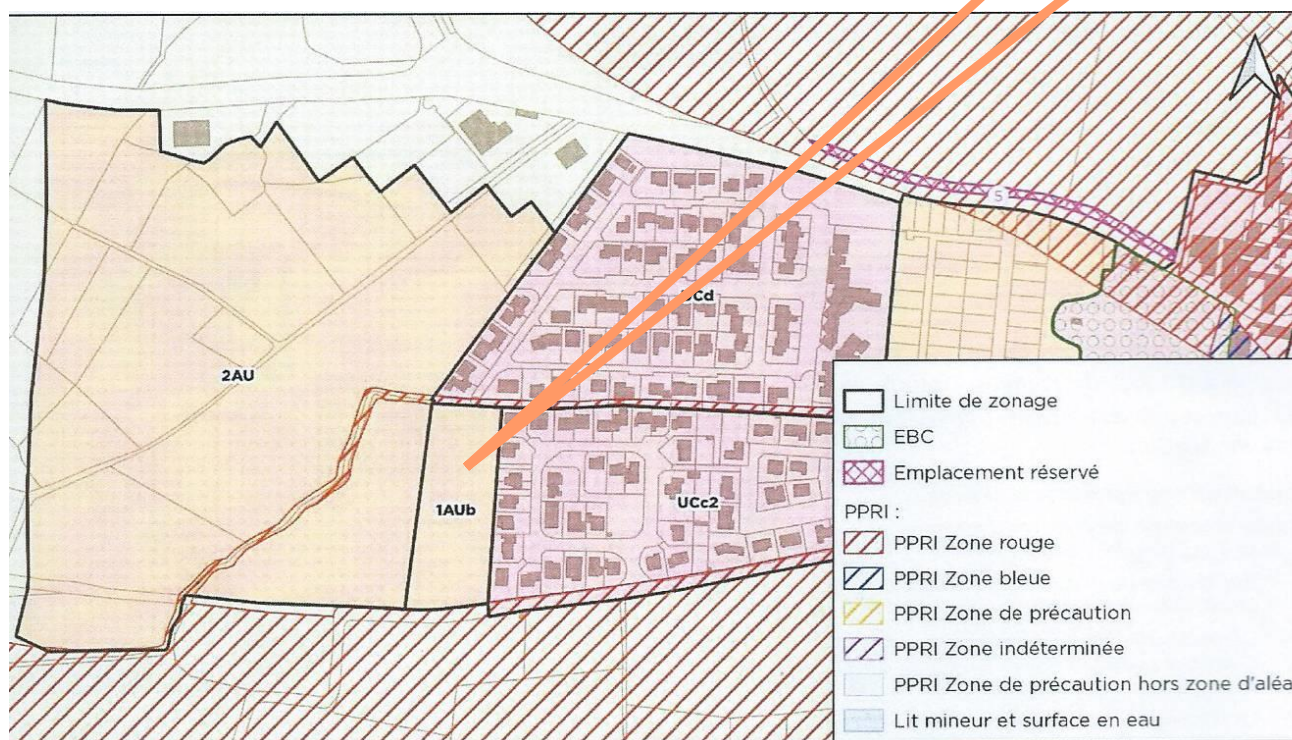 5
UCd
2AU
1AUb
UCc2
Limite de zonage
EBC
Emplacement réservé
PPRI :
PPRI Zone rouge
PPRI Zone bleue
PPRI Zone de précaution
PPRI Zone indéterminée
PPRI Zone de précaution hors zone d'aléa
Lit mineur et surface en eau